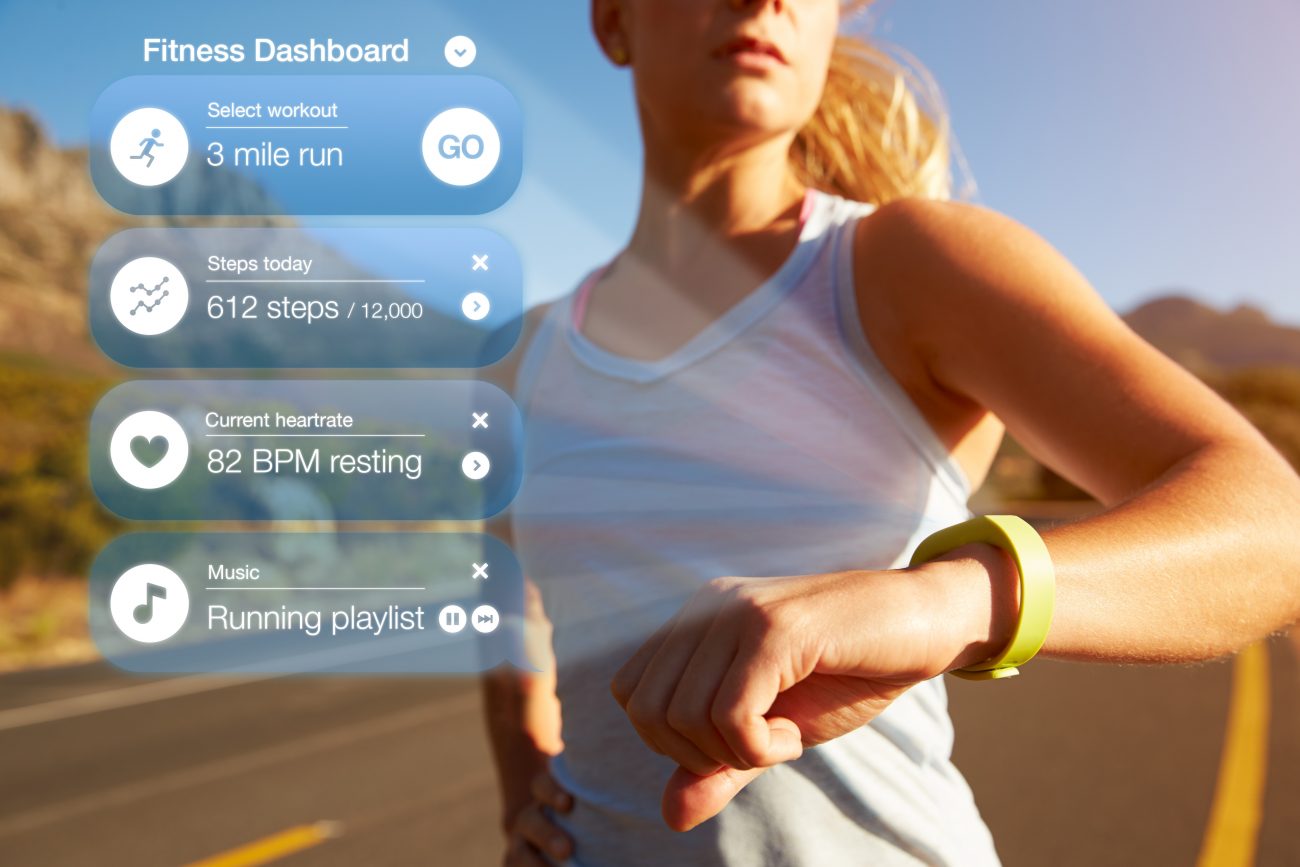 Fitness Dashboard
Select workout
3 mile run
GO
Steps today
612 steps / 12,000
Current heartrate
82 BPM resting
Music
Running playlist